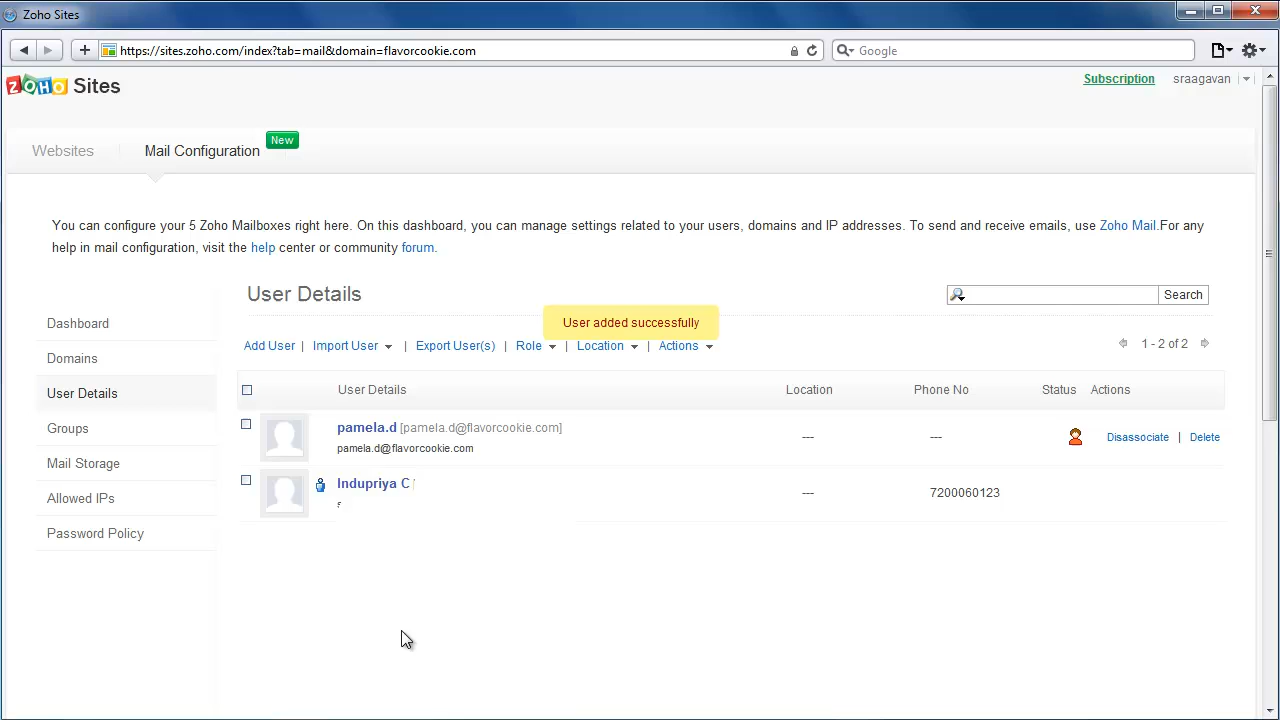 Zoho Sites
https://sites.zoho.com/index?tab=mail&domain=flavorcookie.com
Google
ZOHO Sites
Subscription sraagavan
Websites Mail Configuration New
You can configure your 5 Zoho Mailboxes right here. On this dashboard, you can manage settings related to your users, domains and IP addresses. To send and receive emails, use Zoho Mail.For any
help in mail configuration, visit the help center or community forum.
User Details
Search
User added successfully
Add User | Import User | Export User(s) | Role | Location | Actions
1 - 2 of 2
Dashboard
Domains
User Details
Groups
Mail Storage
Allowed IPs
Password Policy
User Details Location Phone No Status Actions
pamela.d [pamela.d@flavorcookie.com]
pamela.d@flavorcookie.com
--- --- Disassociate | Delete
Indupriya C
--- 7200060123